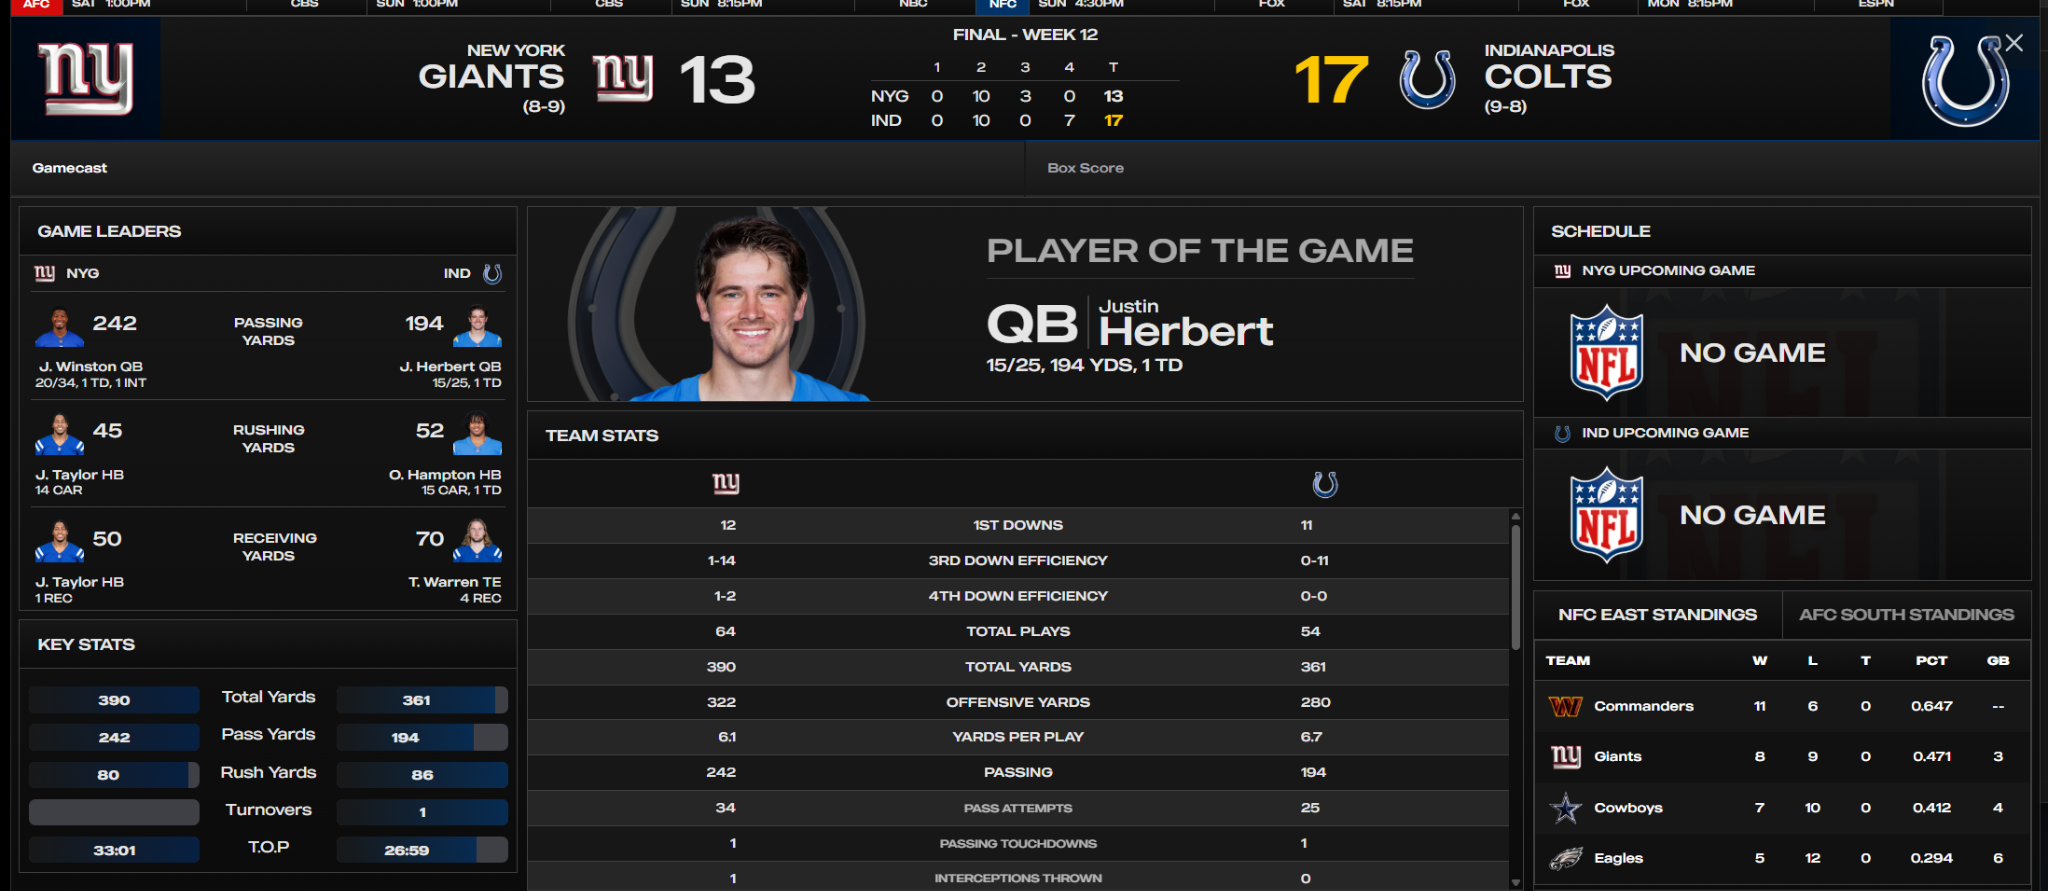 AFC SAT 1:00PM CBS SUN 1:00PM CBS SUN 8:15PM NBC NFC SUN 4:30PM FOX SAT 8:15PM FOX MON 8:15PM ESPN
FINAL - WEEK 12
ny NEW YORK
GIANTS
(8-9)
ny 13
1 2 3 4 T
NYG 0 10 3 0 13
IND 0 10 0 7 17
17
INDIANAPOLIS
COLTS
(9-8)
Gamecast
Box Score
GAME LEADERS
ny NYG IND
242 PASSING YARDS 194
J. Winston QB J. Herbert QB
20/34, 1 TD, 1 INT 15/25, 1 TD
45 RUSHING YARDS 52
J. Taylor HB O. Hampton HB
14 CAR 15 CAR, 1 TD
50 RECEIVING YARDS 70
J. Taylor HB T. Warren TE
1 REC 4 REC
KEY STATS
390 Total Yards 361
242 Pass Yards 194
80 Rush Yards 86
Turnovers 1
33:01 T.O.P 26:59
PLAYER OF THE GAME
QB Justin
Herbert
15/25, 194 YDS, 1 TD
TEAM STATS
ny
12 1ST DOWNS 11
1-14 3RD DOWN EFFICIENCY 0-11
1-2 4TH DOWN EFFICIENCY 0-0
64 TOTAL PLAYS 54
390 TOTAL YARDS 361
322 OFFENSIVE YARDS 280
6.1 YARDS PER PLAY 6.7
242 PASSING 194
34 PASS ATTEMPTS 25
1 PASSING TOUCHDOWNS 1
1 INTERCEPTIONS THROWN 0
SCHEDULE
ny NYG UPCOMING GAME
NFL NO GAME
IND UPCOMING GAME
NFL NO GAME
NFC EAST STANDINGS
AFC SOUTH STANDINGS
TEAM W L T PCT GB
W Commanders 11 6 0 0.647 --
ny Giants 8 9 0 0.471 3
Cowboys 7 10 0 0.412 4
Eagles 5 12 0 0.294 6